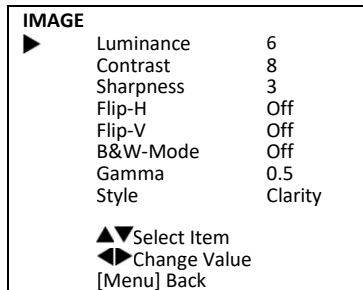 IMAGE
▶ Luminance 6
Contrast 8
Sharpness 3
Flip-H Off
Flip-V Off
B&W-Mode Off
Gamma 0.5
Style Clarity
▲▼Select Item
◀▶Change Value
[Menu] Back